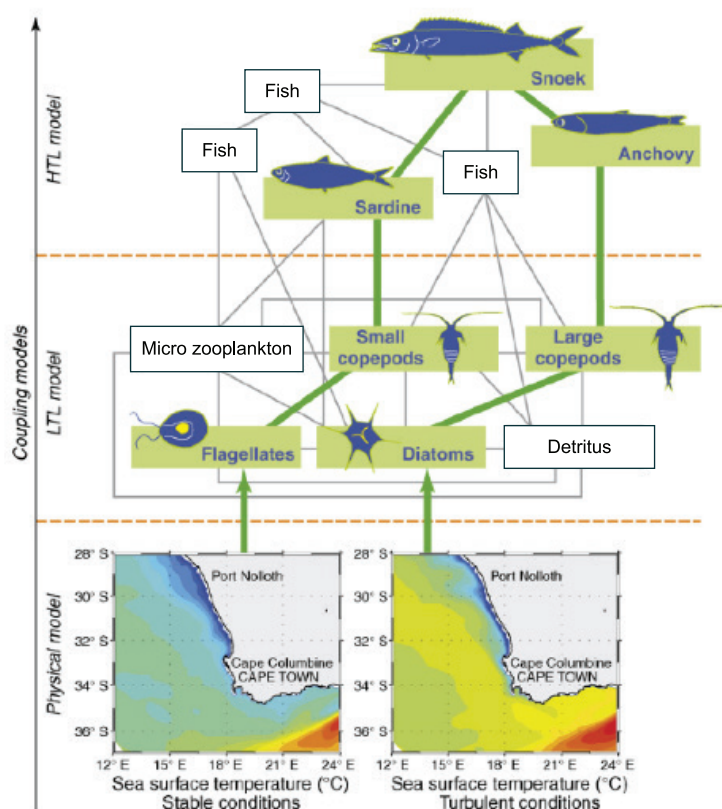 Coupling models
HTL model
LTL model
Physical model
Snoek
Fish
Fish
Fish
Anchovy
Sardine
Micro zooplankton
Small
copepods
Large
copepods
Flagellates
Diatoms
Detritus
28° S
30° S
32° S
34° S
36° S
Port Nolloth
Cape Columbine
CAPE TOWN
12° E 15° E 18° E 21° E 24° E
Sea surface temperature (°C)
Stable conditions
28° S
30° S
32° S
34° S
36° S
Port Nolloth
Cape Columbine
CAPE TOWN
12° E 15° E 18° E 21° E 24° E
Sea surface temperature (°C)
Turbulent conditions